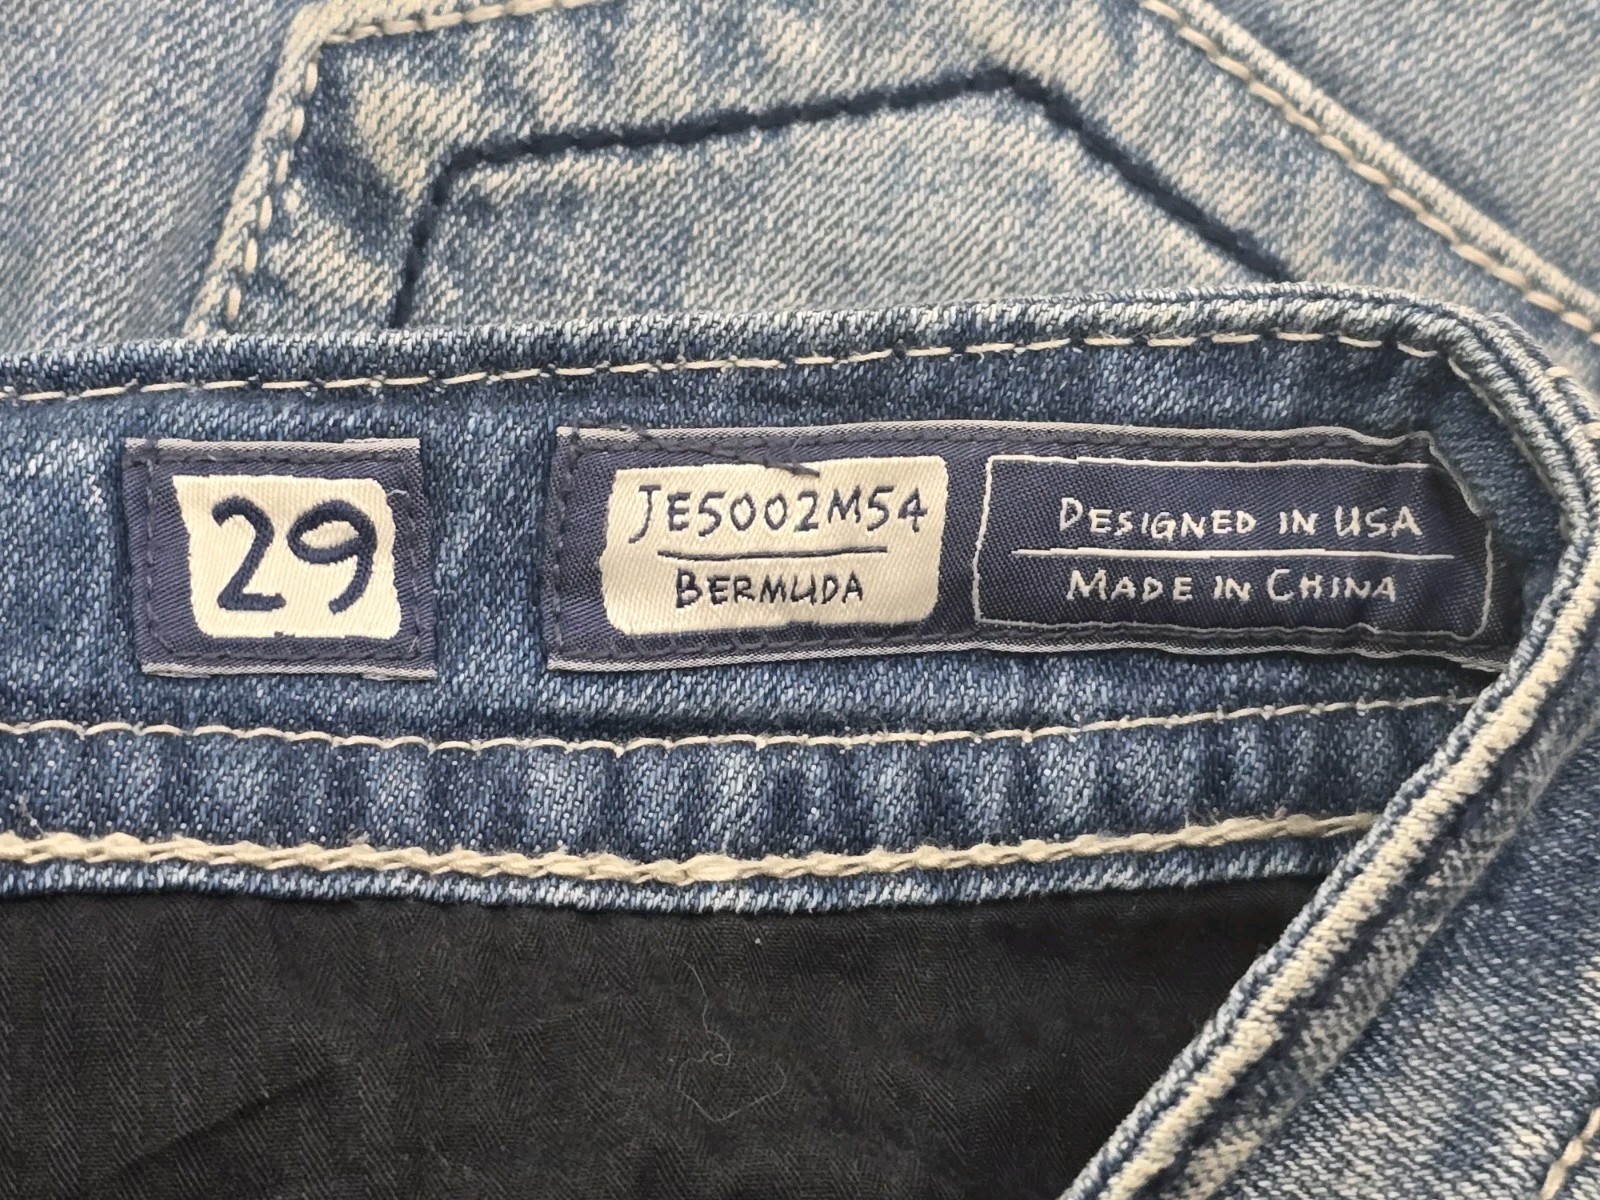 29
JE5002M54
BERMUDA
DESIGNED IN USA
MADE IN CHINA